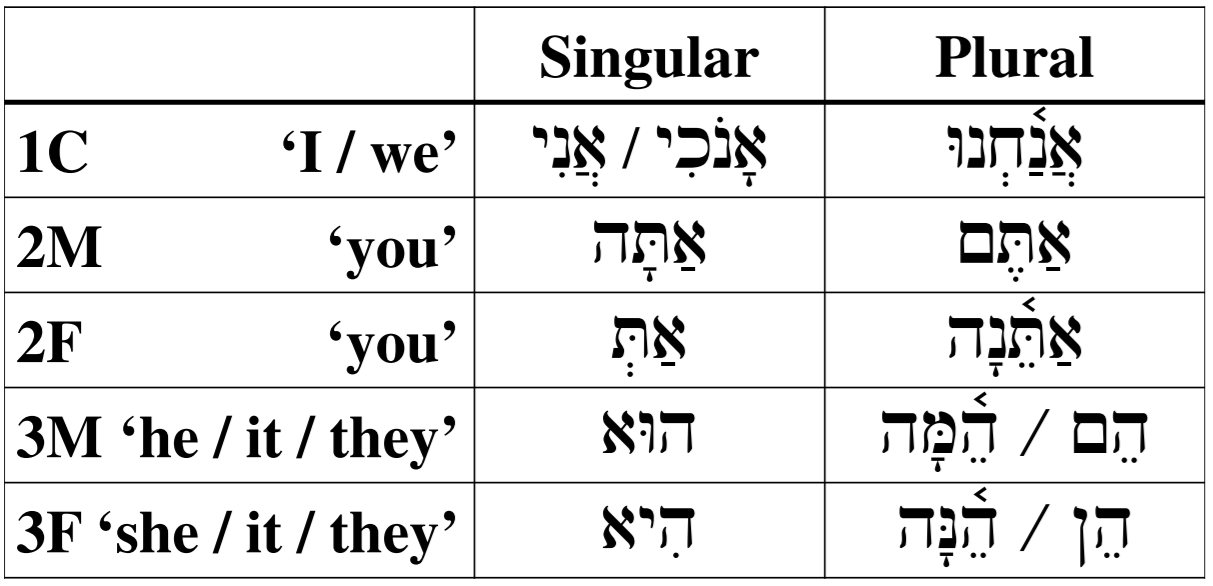 Singular Plural
1C ‘I / we’ אָנֹכִי / אֲנִי אֲנַ֫חְנוּ
2M ‘you’ אַתָּה אַתֶּם
2F ‘you’ אַתְּ אַתֵּ֫נָה
3M ‘he / it / they’ הוּא הֵם / הֵ֫מָּה
3F ‘she / it / they’ הִיא הֵן / הֵ֫נָּה